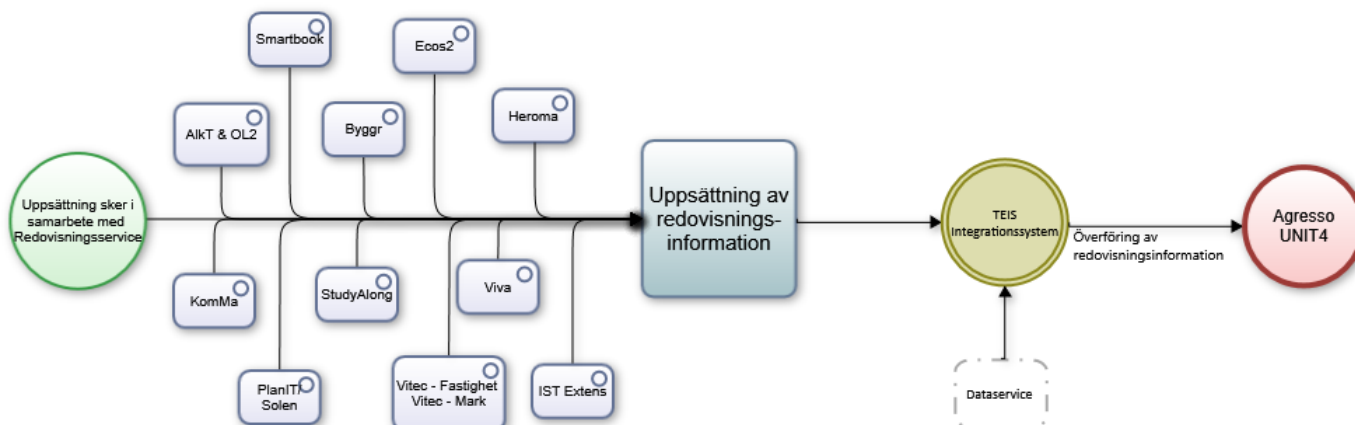 Smartbook
Ecos2
AlkT & OL2
Byggr
Heroma
Uppsättning sker i
samarbete med
Redovisningsservice
Uppsättning av
redovisnings-
information
TEIS
Integrationssystem
Överföring av
redovisningsinformation
Agresso
UNIT4
KomMa
StudyAlong
Viva
PlanIT/
Solen
Vitec - Fastighet
Vitec - Mark
IST Extens
Dataservice